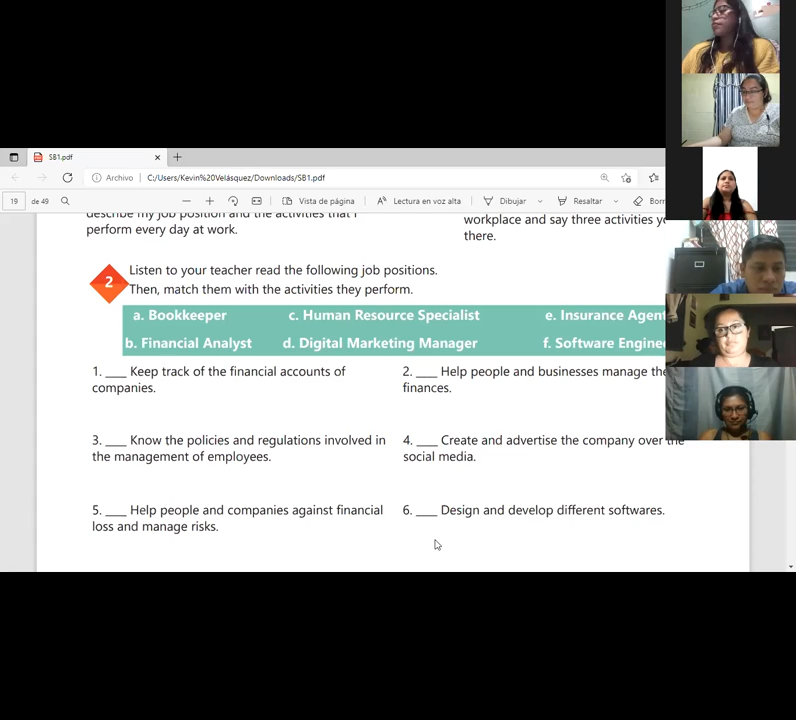 SB1.pdf
Archivo C:/Users/Kevin%20Velásquez/Downloads/SB1.pdf
19 de 49 Vista de página Lectura en voz alta Dibujar Resaltar Borr
describe my job position and the activities that I
perform every day at work.
workplace and say three activities y
there.
2 Listen to your teacher read the following job positions.
Then, match them with the activities they perform.
a. Bookkeeper c. Human Resource Specialist e. Insurance Agent
b. Financial Analyst d. Digital Marketing Manager f. Software Enginee
1. ____ Keep track of the financial accounts of
companies.
2. ____ Help people and businesses manage the
finances.
3. ____ Know the policies and regulations involved in
the management of employees.
4. ____ Create and advertise the company over the
social media.
5. ____ Help people and companies against financial
loss and manage risks.
6. ____ Design and develop different softwares.